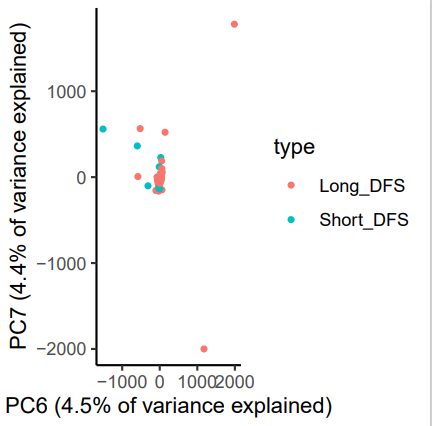 PC7 (4.4% of variance explained)
1000
0
−1000
−2000
−1000 0 1000 2000
PC6 (4.5% of variance explained)
type
Long_DFS
Short_DFS